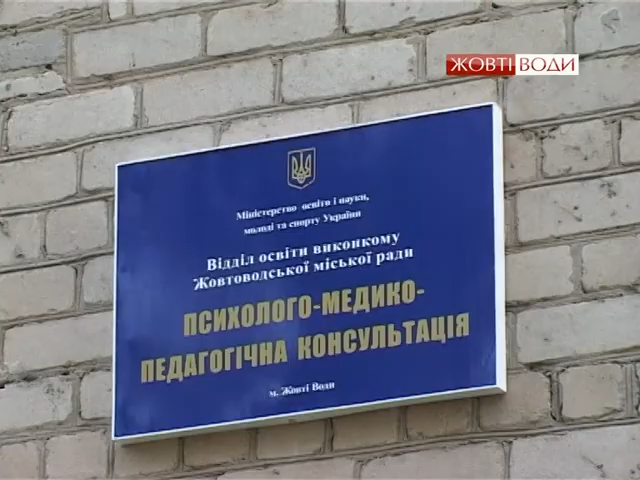 ЖОВТІ ВОДИ
Міністерство освіти і науки,
молоді та спорту України
Відділ освіти виконкому
Жовтоводської міської ради
ПСИХОЛОГО-МЕДИКО-
ПЕДАГОГІЧНА КОНСУЛЬТАЦІЯ
м. Жовті Води